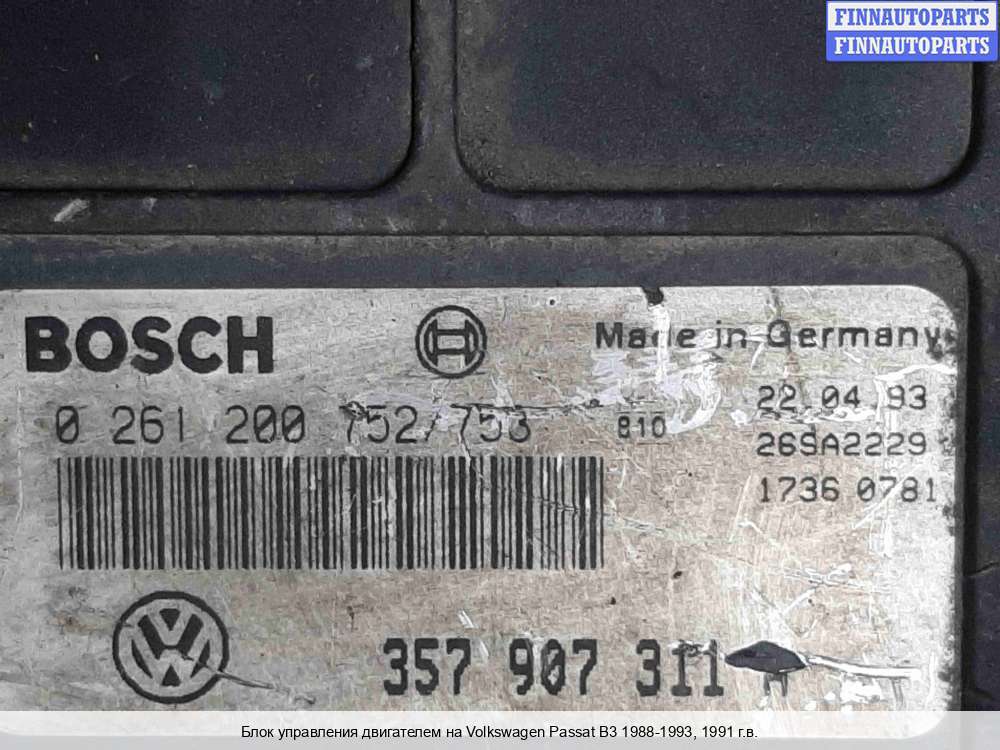 FINNAUTOPARTS
FINNAUTOPARTS
BOSCH
Made in Germany
0 261 200 752/753
810
22 04 93
26SA2229
1736 0781
357 907 311
Блок управления двигателем на Volkswagen Passat B3 1988-1993, 1991 г.в.